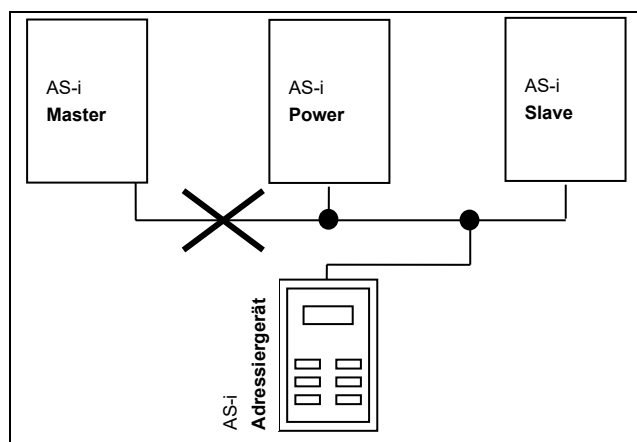 AS-i
Master
AS-i
Power
AS-i
Slave
AS-i
Adressiergerät